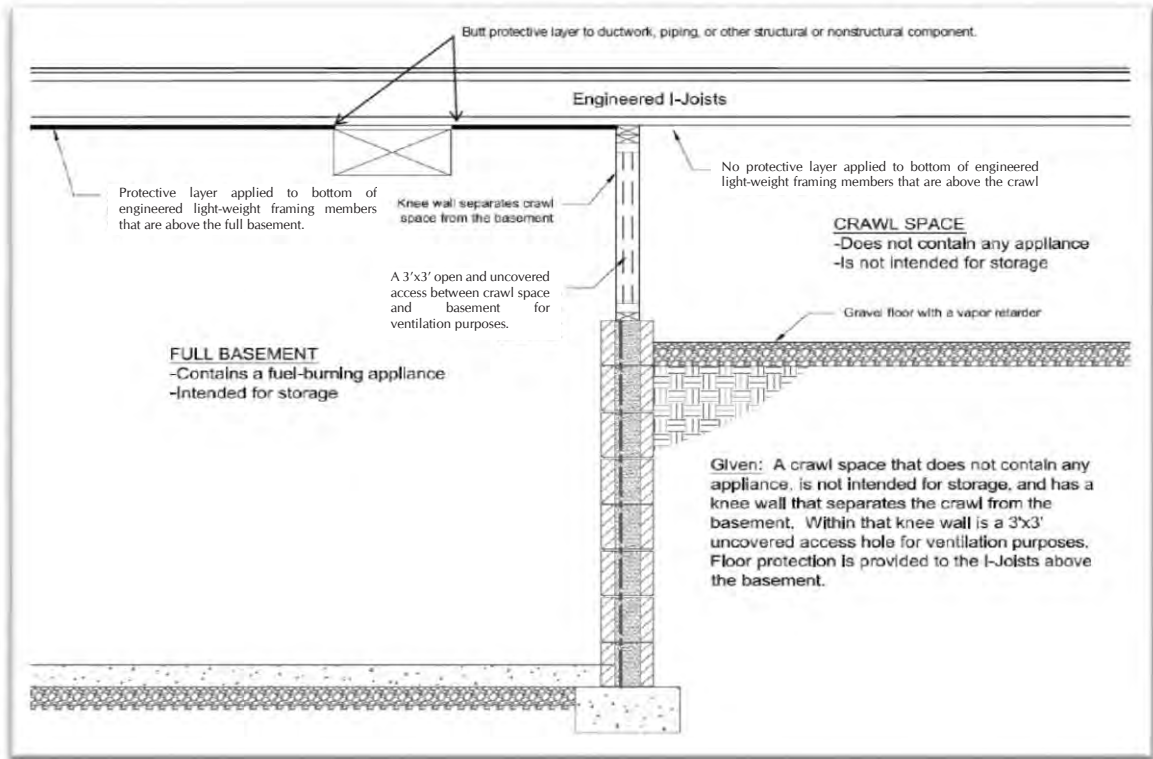 Butt protective layer to ductwork, piping, or other structural or nonstructural component.
Engineered I-Joists
Protective layer applied to bottom of
engineered light-weight framing members
that are above the full basement.
Knee wall separates crawl
space from the basement
No protective layer applied to bottom of engineered
light-weight framing members that are above the crawl
CRAWL SPACE
-Does not contain any appliance
-Is not intended for storage
A 3'x3' open and uncovered
access between crawl space
and basement for
ventilation purposes.
Gravel floor with a vapor retarder
FULL BASEMENT
-Contains a fuel-burning appliance
-Intended for storage
Given: A crawl space that does not contain any
appliance, is not intended for storage, and has a
knee wall that separates the crawl from the
basement. Within that knee wall is a 3'x3'
uncovered access hole for ventilation purposes.
Floor protection is provided to the I-Joists above
the basement.